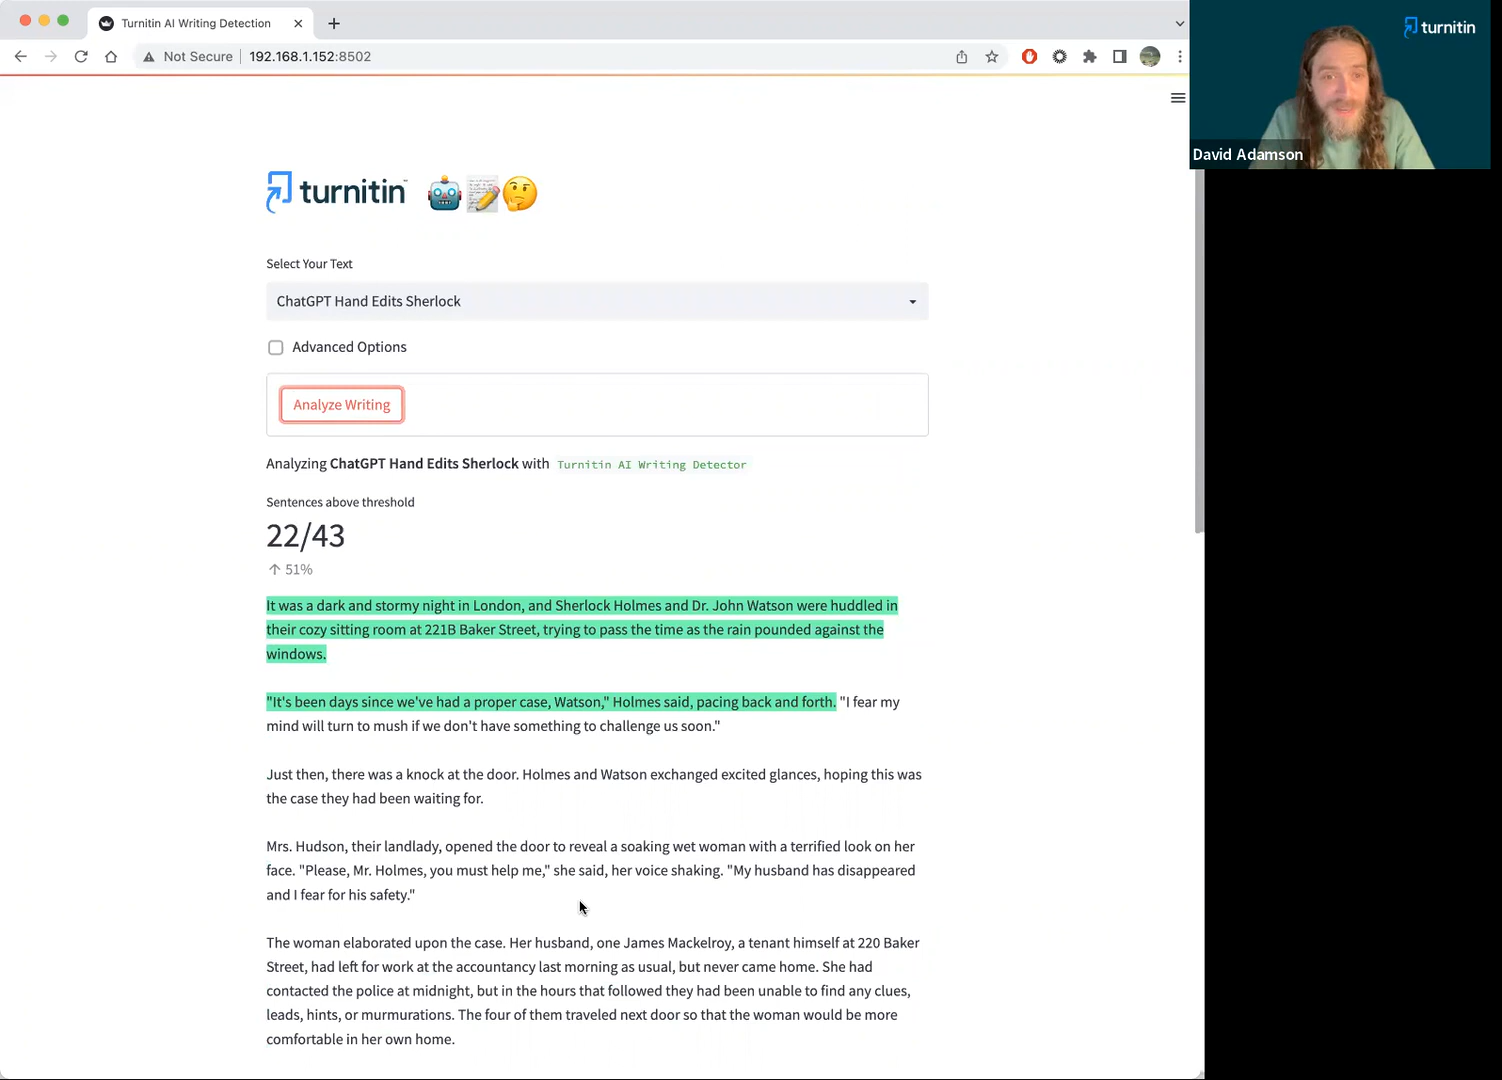 Turnitin AI Writing Detection
Not Secure
192.168.1.152:8502
turnitin
David Adamson
turnitin
Select Your Text
ChatGPT Hand Edits Sherlock
Advanced Options
Analyze Writing
Analyzing ChatGPT Hand Edits Sherlock with Turnitin AI Writing Detector
Sentences above threshold
22/43
↑ 51%
It was a dark and stormy night in London, and Sherlock Holmes and Dr. John Watson were huddled in
their cozy sitting room at 221B Baker Street, trying to pass the time as the rain pounded against the
windows.
"It's been days since we've had a proper case, Watson," Holmes said, pacing back and forth. "I fear my
mind will turn to mush if we don't have something to challenge us soon."
Just then, there was a knock at the door. Holmes and Watson exchanged excited glances, hoping this was
the case they had been waiting for.
Mrs. Hudson, their landlady, opened the door to reveal a soaking wet woman with a terrified look on her
face. "Please, Mr. Holmes, you must help me," she said, her voice shaking. "My husband has disappeared
and I fear for his safety."
The woman elaborated upon the case. Her husband, one James Mackelroy, a tenant himself at 220 Baker
Street, had left for work at the accountancy last morning as usual, but never came home. She had
contacted the police at midnight, but in the hours that followed they had been unable to find any clues,
leads, hints, or murmurations. The four of them traveled next door so that the woman would be more
comfortable in her own home.